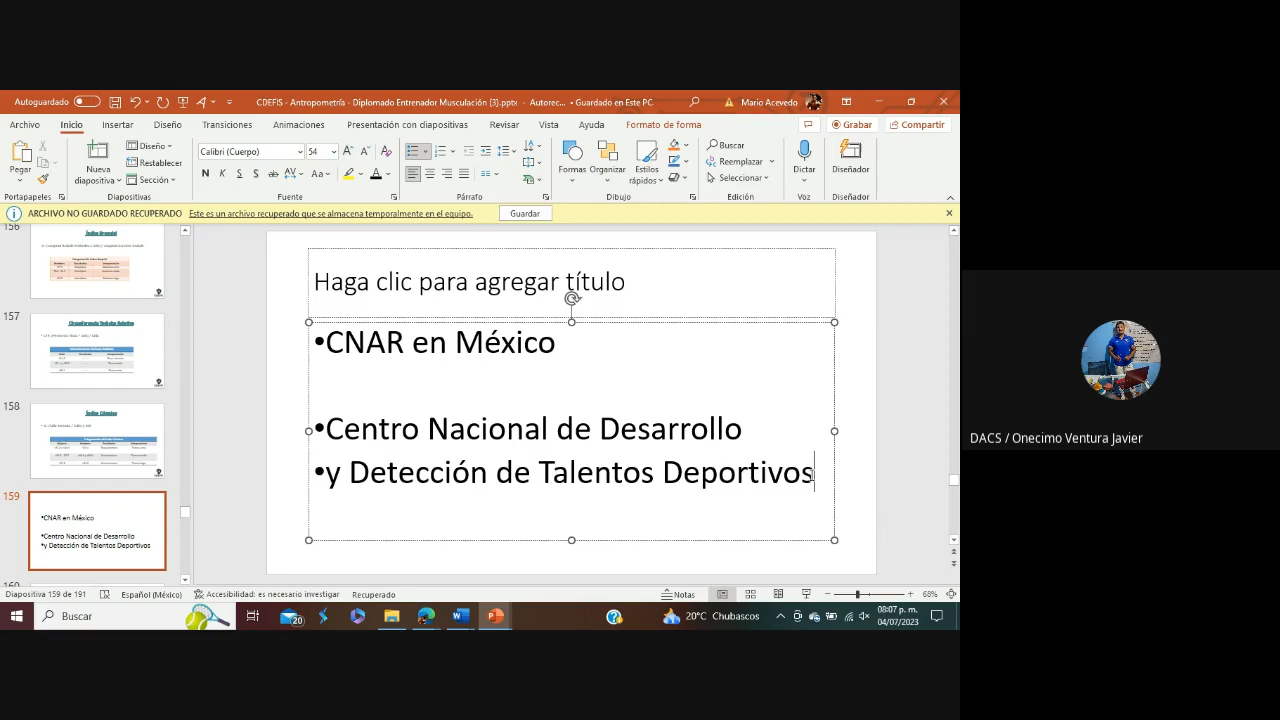 Autoguardado
CDEFIS - Antropometría - Diplomado Entrenador Musculación (3).pptx - Autorec... • Guardado en Este PC
Mario Acevedo
Archivo Inicio Insertar Diseño Transiciones Animaciones Presentación con diapositivas Revisar Vista Ayuda Formato de forma Grabar Compartir
Pegar
Portapapeles
Nueva diapositiva
Diseño
Restablecer
Sección
Diapositivas
Calibri (Cuerpo) 54
N K S S ab AV Aa A
Fuente
Párrafo
Formas
Organizar
Estilos rápidos
Dibujo
Buscar
Reemplazar
Seleccionar
Edición
Dictar
Voz
Diseñador
Diseñador
ARCHIVO NO GUARDADO RECUPERADO Este es un archivo recuperado que se almacena temporalmente en el equipo. Guardar
156
157
158
159
•CNAR en México
•Centro Nacional de Desarrollo
•y Detección de Talentos Deportivos
160
Haga clic para agregar título
•CNAR en México
•Centro Nacional de Desarrollo
•y Detección de Talentos Deportivos
DACS / Onecimo Ventura Javier
Diapositiva 159 de 191 Español (México) Accesibilidad: es necesario investigar Recuperado Notas 68%
Buscar
20
20°C Chubascos
08:07 p. m.
04/07/2023